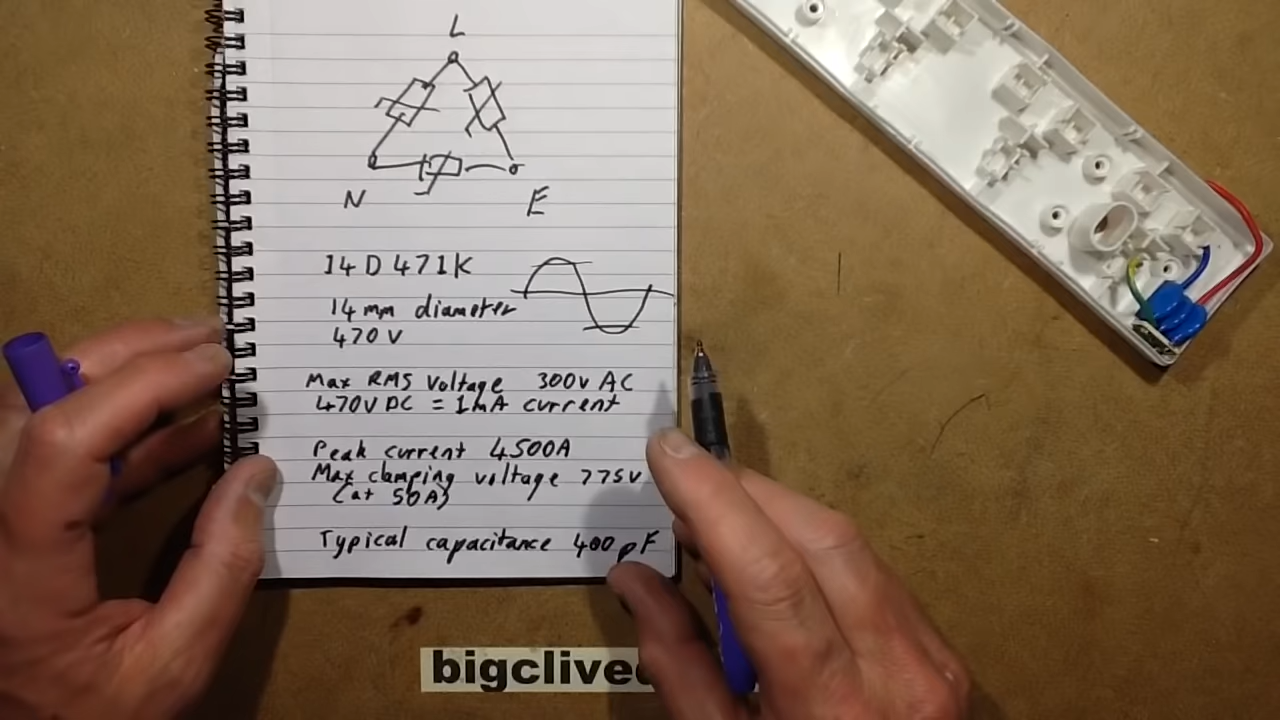 L
N E
14D471K
14mm diameter
470V
Max RMS Voltage 300V AC
470V DC = 1mA current
Peak current 4500A
Max clamping voltage 775V
(at 50A)
Typical capacitance 400pF
bigclive